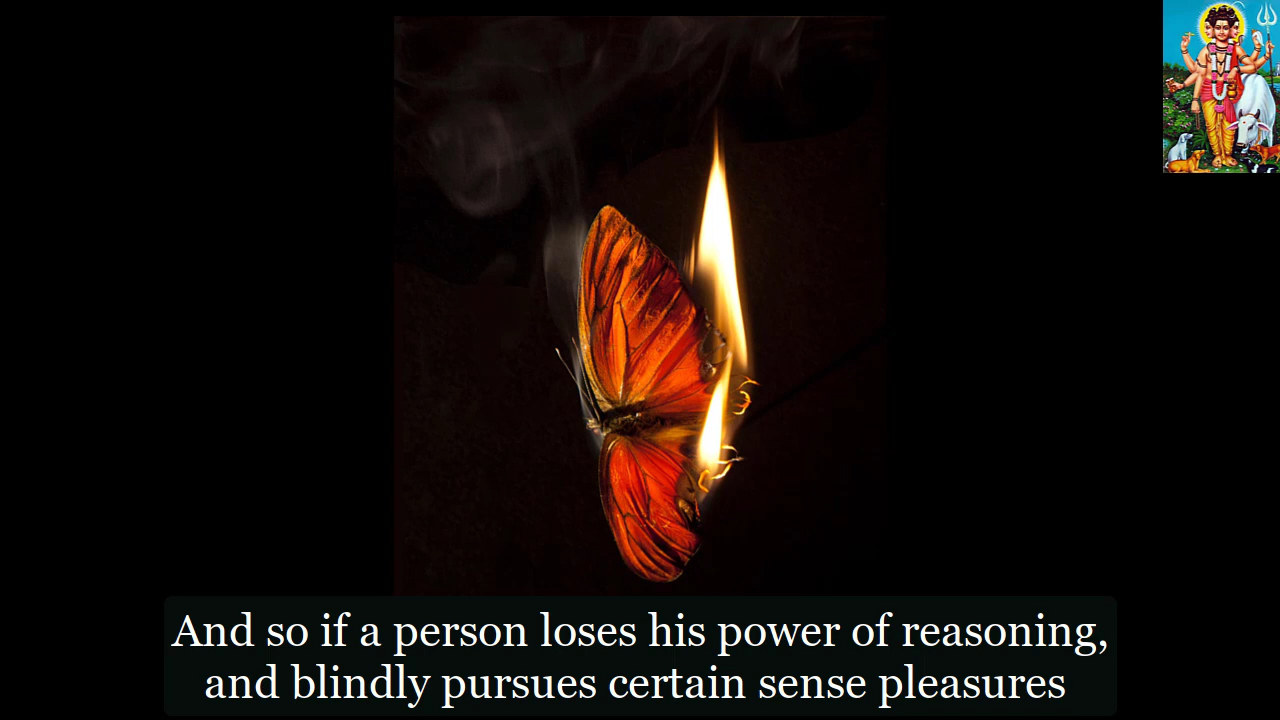 And so if a person loses his power of reasoning,
and blindly pursues certain sense pleasures